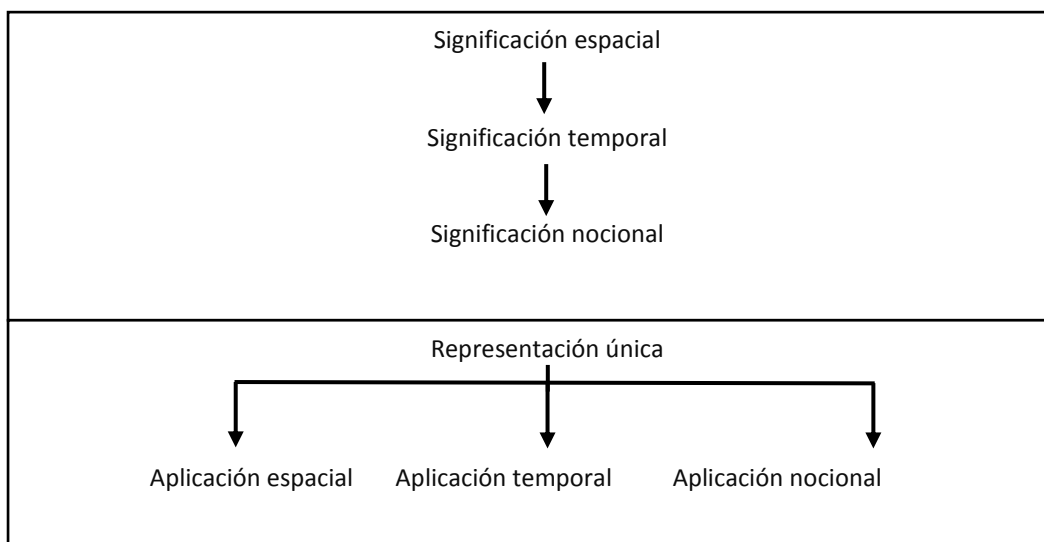 Significación espacial
Significación temporal
Significación nocional
Representación única
Aplicación espacial Aplicación temporal Aplicación nocional